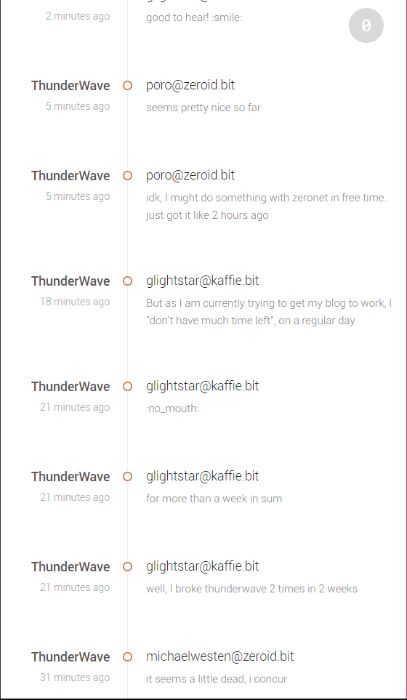 2 minutes ago
good to hear! :smile:
0
ThunderWave
poro@zeroid.bit
5 minutes ago
seems pretty nice so far
ThunderWave
poro@zeroid.bit
5 minutes ago
idk, I might do something with zeronet in free time.
just got it like 2 hours ago
ThunderWave
glightstar@kaffie.bit
18 minutes ago
But as I am currently trying to get my blog to work, I
"don't have much time left", on a regular day
ThunderWave
glightstar@kaffie.bit
21 minutes ago
:no_mouth:
ThunderWave
glightstar@kaffie.bit
21 minutes ago
for more than a week in sum
ThunderWave
glightstar@kaffie.bit
21 minutes ago
well, I broke thunderwave 2 times in 2 weeks
ThunderWave
michaelwesten@zeroid.bit
31 minutes ago
it seems a little dead, i concur